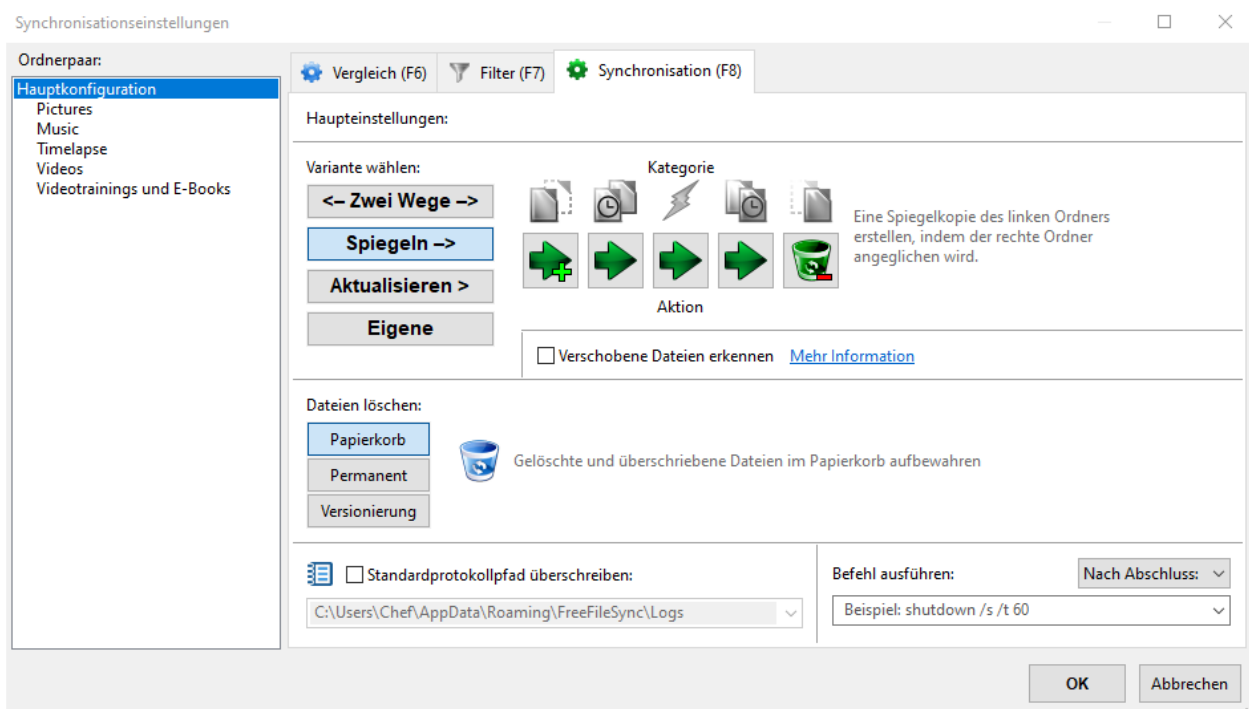 Synchronisationseinstellungen
Ordnerpaar:
Hauptkonfiguration
Pictures
Music
Timelapse
Videos
Videotrainings und E-Books
Vergleich (F6)
Filter (F7)
Synchronisation (F8)
Haupteinstellungen:
Variante wählen:
<– Zwei Wege –>
Spiegeln –>
Aktualisieren >
Eigene
Kategorie
Aktion
Eine Spiegelkopie des linken Ordners
erstellen, indem der rechte Ordner
angeglichen wird.
Verschobene Dateien erkennen
Mehr Information
Dateien löschen:
Papierkorb
Permanent
Versionierung
Gelöschte und überschriebene Dateien im Papierkorb aufbewahren
Standardprotokollpfad überschreiben:
C:\Users\Chef\AppData\Roaming\FreeFileSync\Logs
Befehl ausführen:
Nach Abschluss:
Beispiel: shutdown /s /t 60
OK
Abbrechen